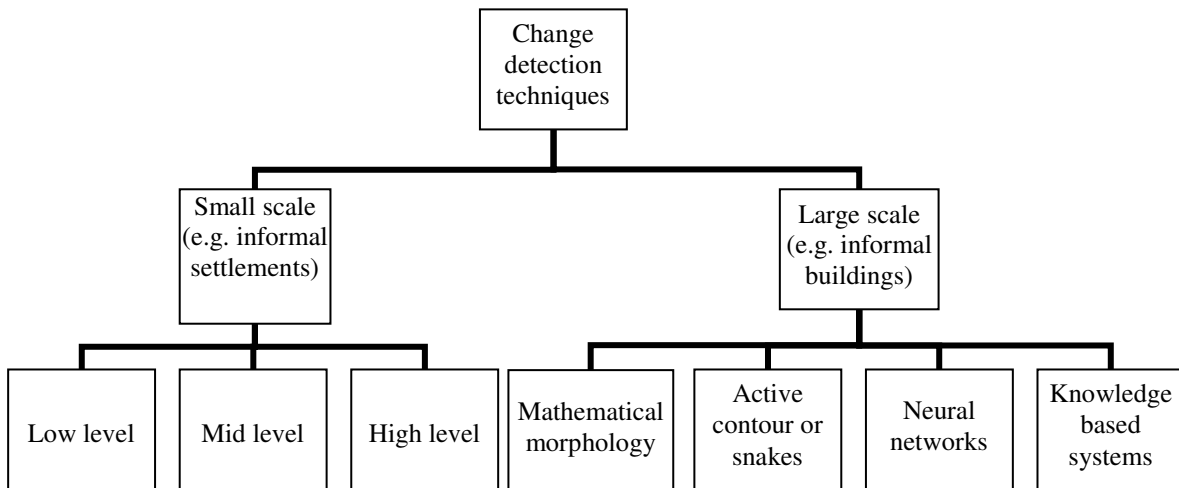 Change
detection
techniques
Small scale
(e.g. informal
settlements)
Large scale
(e.g. informal
buildings)
Low level
Mid level
High level
Mathematical
morphology
Active
contour or
snakes
Neural
networks
Knowledge
based
systems